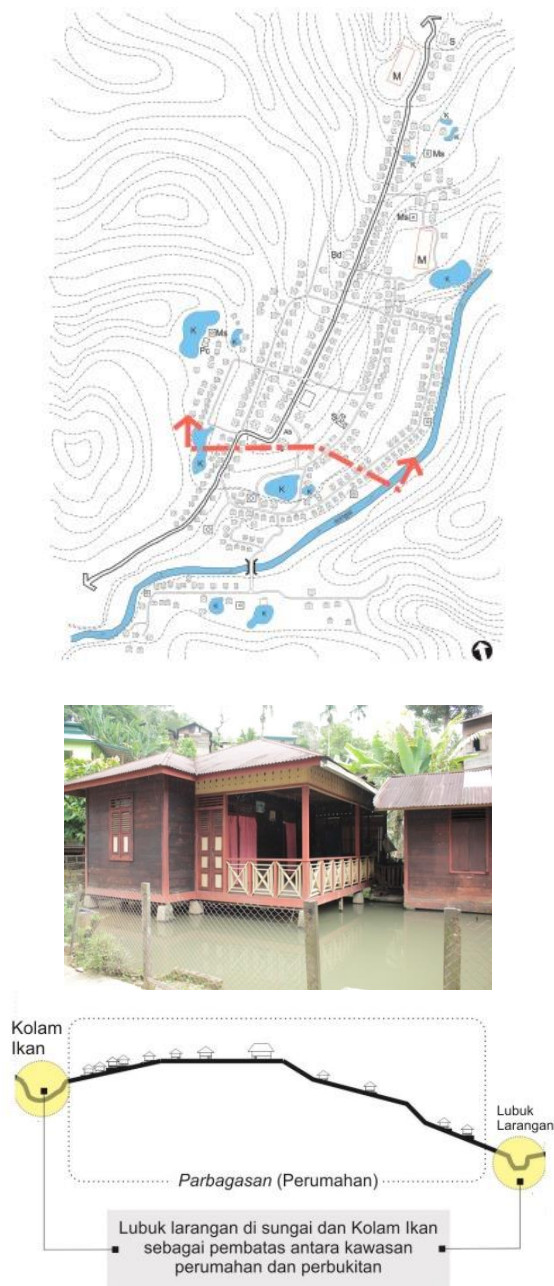 S
M
K
K
Ms
K
Ms
M
Bd
K
K
Ms
Pc
K
S
K
K
K
K
K
Kolam
Ikan
Lubuk
Larangan
Parbagasan (Perumahan)
Lubuk larangan di sungai dan Kolam Ikan
sebagai pembatas antara kawasan
perumahan dan perbukitan